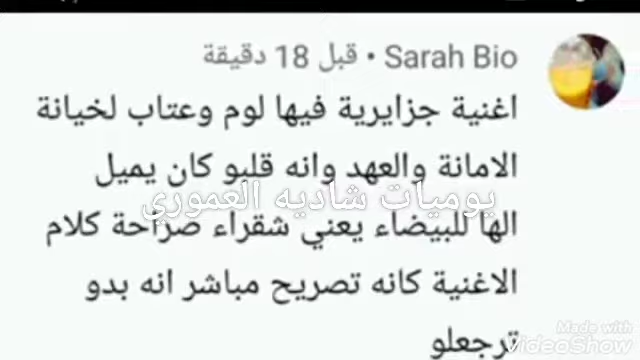 Sarah Bio • قبل 18 دقيقة
اغنية جزايرية فيها لوم وعتاب لخيانة
الامانة والعهد وانه قلبو كان يميل
يوميات شاديه العموري
الها للبيضاء يعني شقراء صراحة كلام
الاغنية كانه تصريح مباشر انه بدو
ترجعلو
Made with
VideoShow